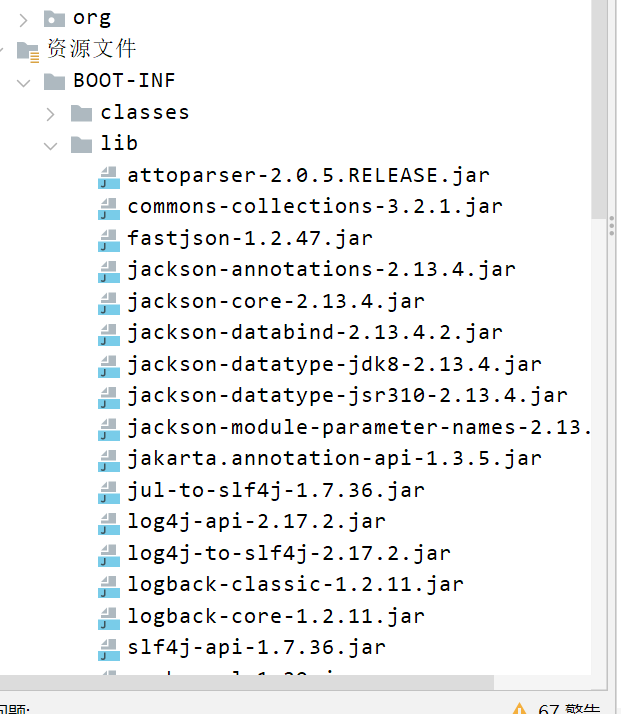 org
资源文件
BOOT-INF
classes
lib
attoparser-2.0.5.RELEASE.jar
commons-collections-3.2.1.jar
fastjson-1.2.47.jar
jackson-annotations-2.13.4.jar
jackson-core-2.13.4.jar
jackson-databind-2.13.4.2.jar
jackson-datatype-jdk8-2.13.4.jar
jackson-datatype-jsr310-2.13.4.jar
jackson-module-parameter-names-2.13.
jakarta.annotation-api-1.3.5.jar
jul-to-slf4j-1.7.36.jar
log4j-api-2.17.2.jar
log4j-to-slf4j-2.17.2.jar
logback-classic-1.2.11.jar
logback-core-1.2.11.jar
slf4j-api-1.7.36.jar
问题: 67 警告